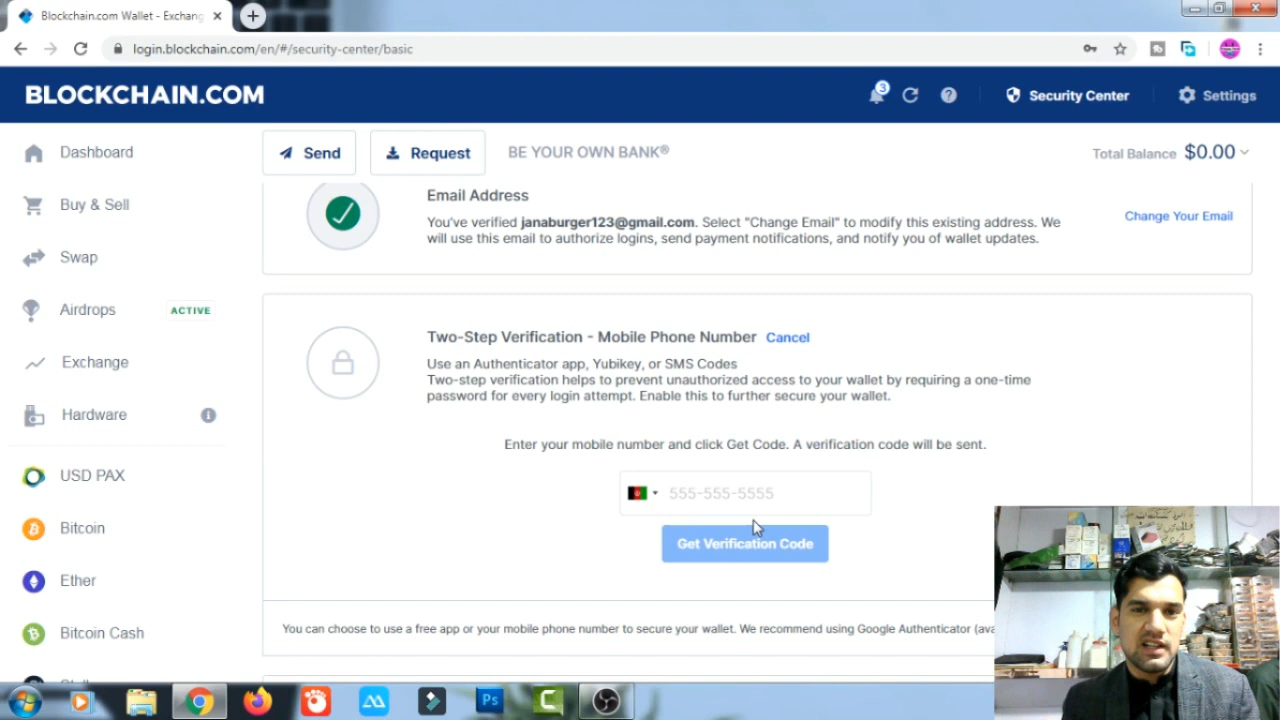 Blockchain.com Wallet - Exchang
login.blockchain.com/en/#/security-center/basic
BLOCKCHAIN.COM
3
Security Center
Settings
Dashboard
Buy & Sell
Swap
Airdrops ACTIVE
Exchange
Hardware
USD PAX
Bitcoin
Ether
Bitcoin Cash
Send
Request
BE YOUR OWN BANK®
Total Balance $0.00
Email Address
You've verified janaburger123@gmail.com. Select "Change Email" to modify this existing address. We
will use this email to authorize logins, send payment notifications, and notify you of wallet updates.
Change Your Email
Two-Step Verification - Mobile Phone Number Cancel
Use an Authenticator app, Yubikey, or SMS Codes
Two-step verification helps to prevent unauthorized access to your wallet by requiring a one-time
password for every login attempt. Enable this to further secure your wallet.
Enter your mobile number and click Get Code. A verification code will be sent.
555-555-5555
Get Verification Code
You can choose to use a free app or your mobile phone number to secure your wallet. We recommend using Google Authenticator (ava
Ps